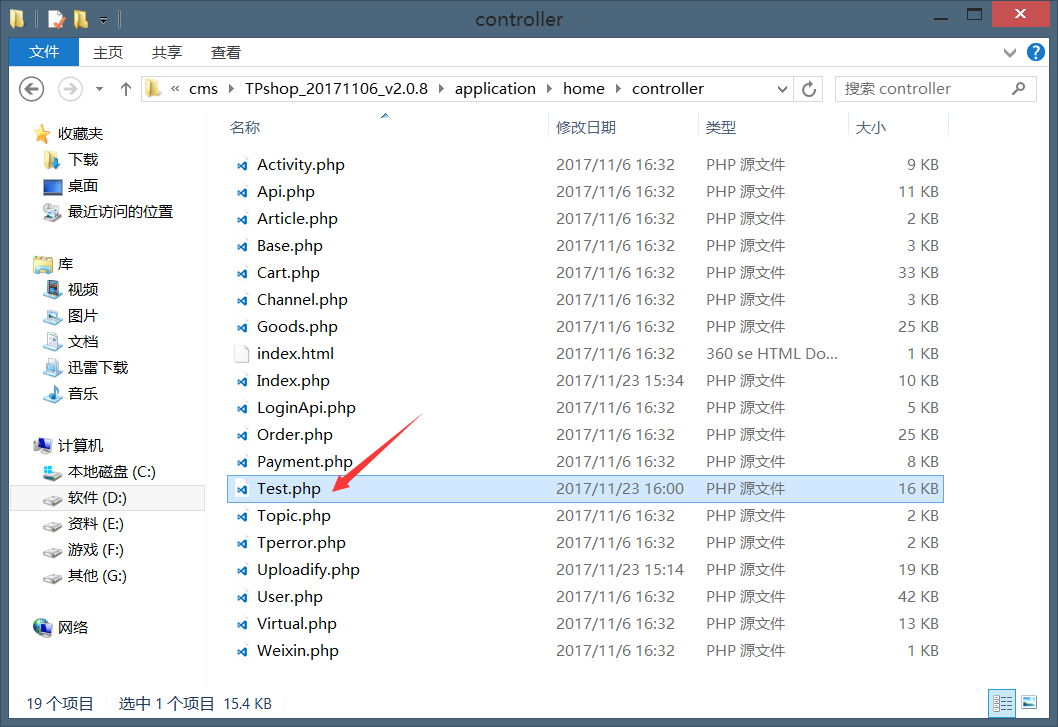 controller
文件 主页 共享 查看
« cms TPshop_20171106_v2.0.8 application home controller 搜索 controller
名称 修改日期 类型 大小
收藏夹
下载
桌面
最近访问的位置
库
视频
图片
文档
迅雷下载
音乐
计算机
本地磁盘 (C:)
软件 (D:)
资料 (E:)
游戏 (F:)
其他 (G:)
网络
Activity.php 2017/11/6 16:32 PHP 源文件 9 KB
Api.php 2017/11/6 16:32 PHP 源文件 11 KB
Article.php 2017/11/6 16:32 PHP 源文件 2 KB
Base.php 2017/11/6 16:32 PHP 源文件 3 KB
Cart.php 2017/11/6 16:32 PHP 源文件 33 KB
Channel.php 2017/11/6 16:32 PHP 源文件 3 KB
Goods.php 2017/11/6 16:32 PHP 源文件 25 KB
index.html 2017/11/6 16:32 360 se HTML Do... 1 KB
Index.php 2017/11/23 15:34 PHP 源文件 10 KB
LoginApi.php 2017/11/6 16:32 PHP 源文件 5 KB
Order.php 2017/11/6 16:32 PHP 源文件 25 KB
Payment.php 2017/11/6 16:32 PHP 源文件 8 KB
Test.php 2017/11/23 16:00 PHP 源文件 16 KB
Topic.php 2017/11/6 16:32 PHP 源文件 2 KB
Tperror.php 2017/11/6 16:32 PHP 源文件 2 KB
Uploadify.php 2017/11/23 15:14 PHP 源文件 19 KB
User.php 2017/11/6 16:32 PHP 源文件 42 KB
Virtual.php 2017/11/6 16:32 PHP 源文件 13 KB
Weixin.php 2017/11/6 16:32 PHP 源文件 1 KB
19 个项目 选中 1 个项目 15.4 KB